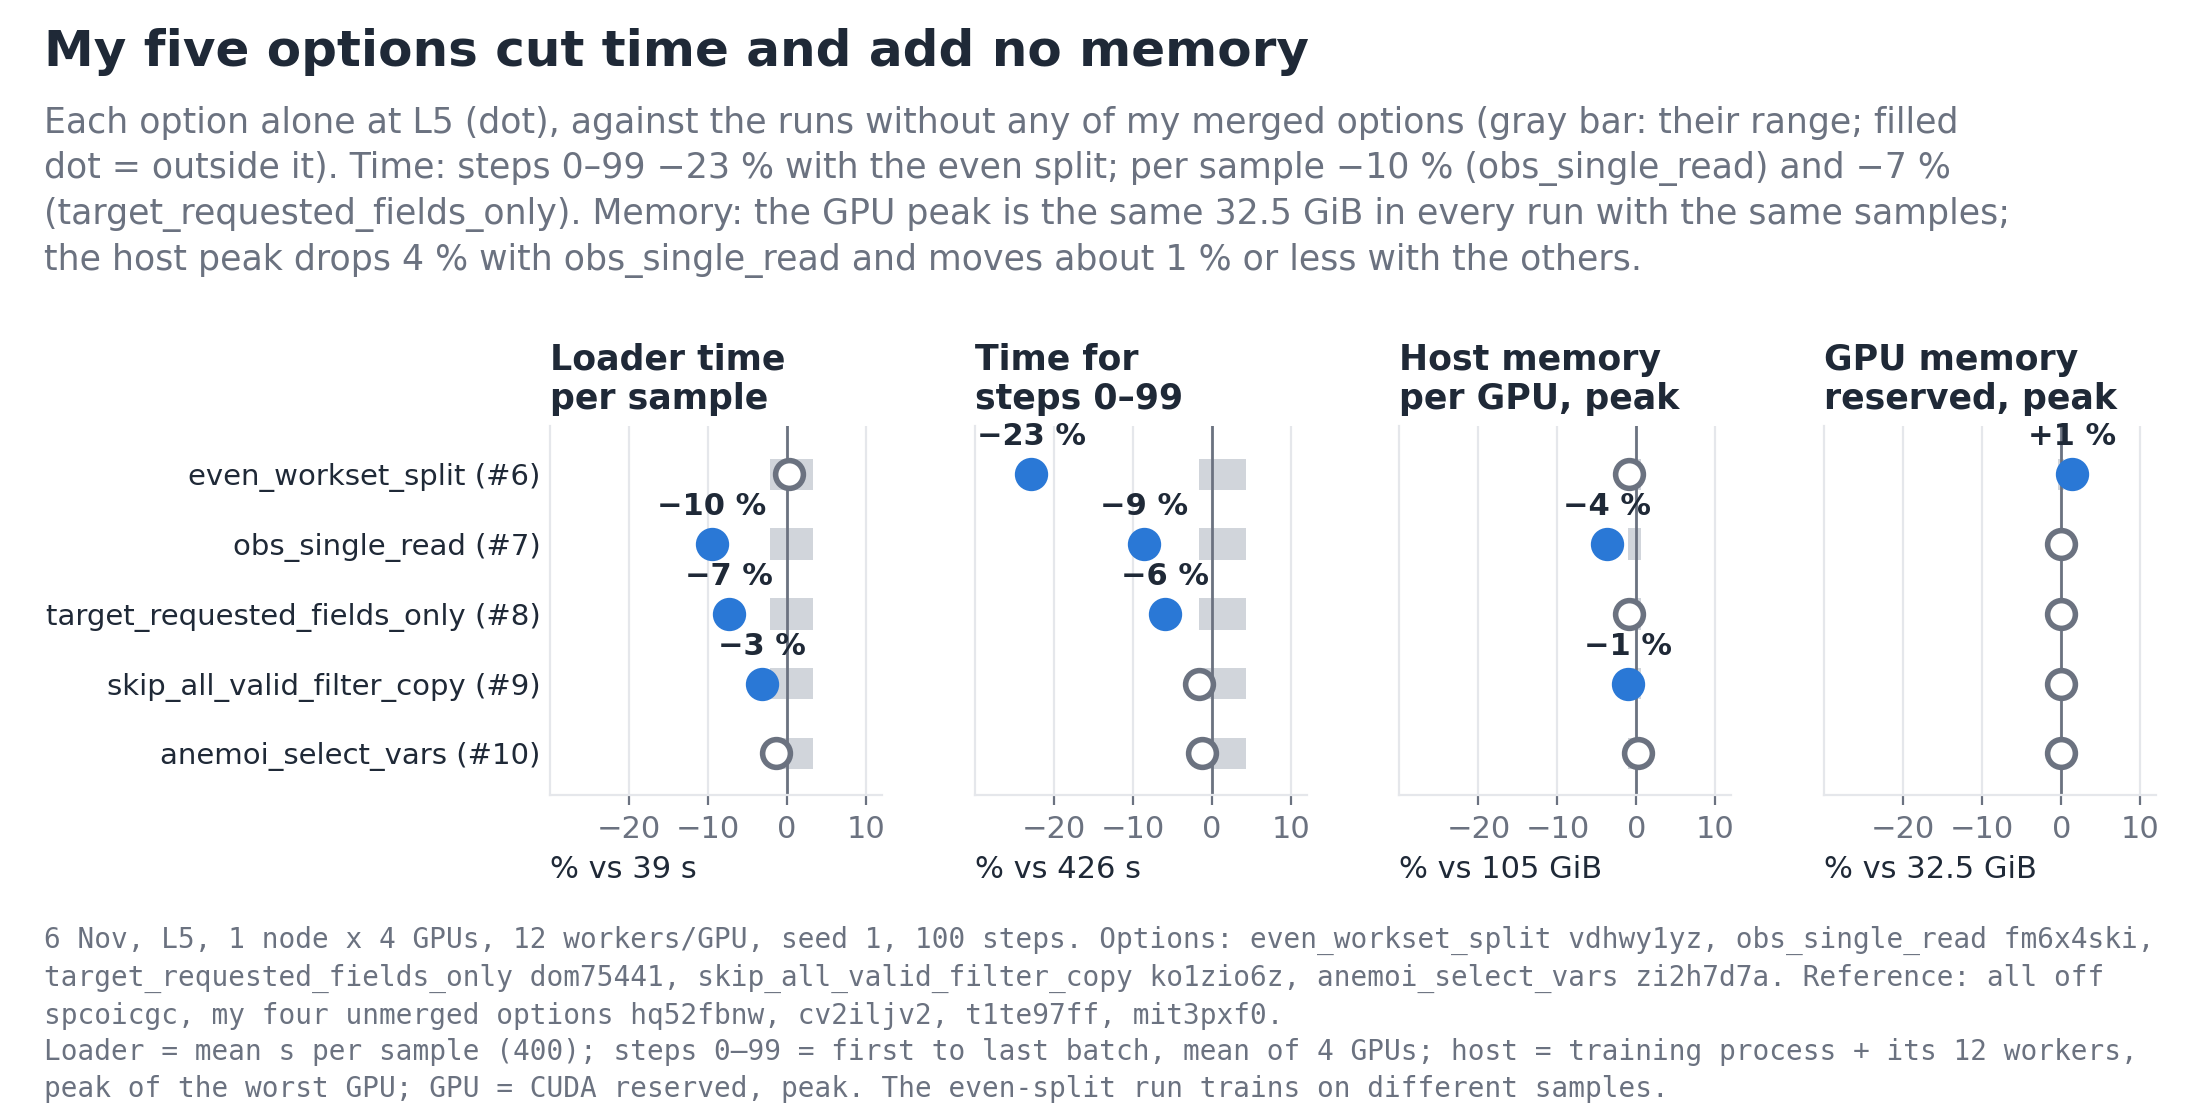 My five options cut time and add no memory
Each option alone at L5 (dot), against the runs without any of my merged options (gray bar: their range; filled
dot = outside it). Time: steps 0–99 −23 % with the even split; per sample −10 % (obs_single_read) and −7 %
(target_requested_fields_only). Memory: the GPU peak is the same 32.5 GiB in every run with the same samples;
the host peak drops 4 % with obs_single_read and moves about 1 % or less with the others.
Loader time
per sample
Time for
steps 0–99
Host memory
per GPU, peak
GPU memory
reserved, peak
−23 %
+1 %
even_workset_split (#6)
−10 %
−9 %
−4 %
obs_single_read (#7)
−7 %
−6 %
target_requested_fields_only (#8)
−3 %
−1 %
skip_all_valid_filter_copy (#9)
anemoi_select_vars (#10)
−20 −10 0 10
−20 −10 0 10
−20 −10 0 10
−20 −10 0 10
% vs 39 s
% vs 426 s
% vs 105 GiB
% vs 32.5 GiB
6 Nov, L5, 1 node x 4 GPUs, 12 workers/GPU, seed 1, 100 steps. Options: even_workset_split vdhwy1yz, obs_single_read fm6x4ski,
target_requested_fields_only dom75441, skip_all_valid_filter_copy ko1zio6z, anemoi_select_vars zi2h7d7a. Reference: all off
spcoicgc, my four unmerged options hq52fbnw, cv2iljv2, t1te97ff, mit3pxf0.
Loader = mean s per sample (400); steps 0–99 = first to last batch, mean of 4 GPUs; host = training process + its 12 workers,
peak of the worst GPU; GPU = CUDA reserved, peak. The even-split run trains on different samples.